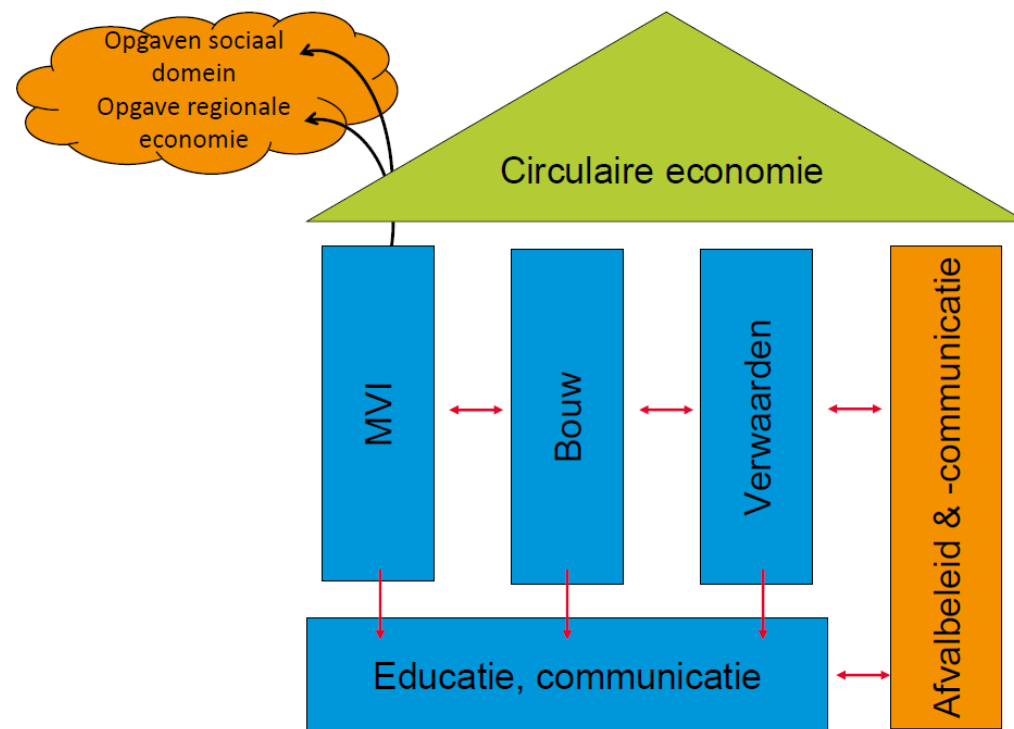 Opgaven sociaal
domein
Opgave regionale
economie
Circulaire economie
MVI
Bouw
Verwaarden
Afvalbeleid & -communicatie
Educatie, communicatie